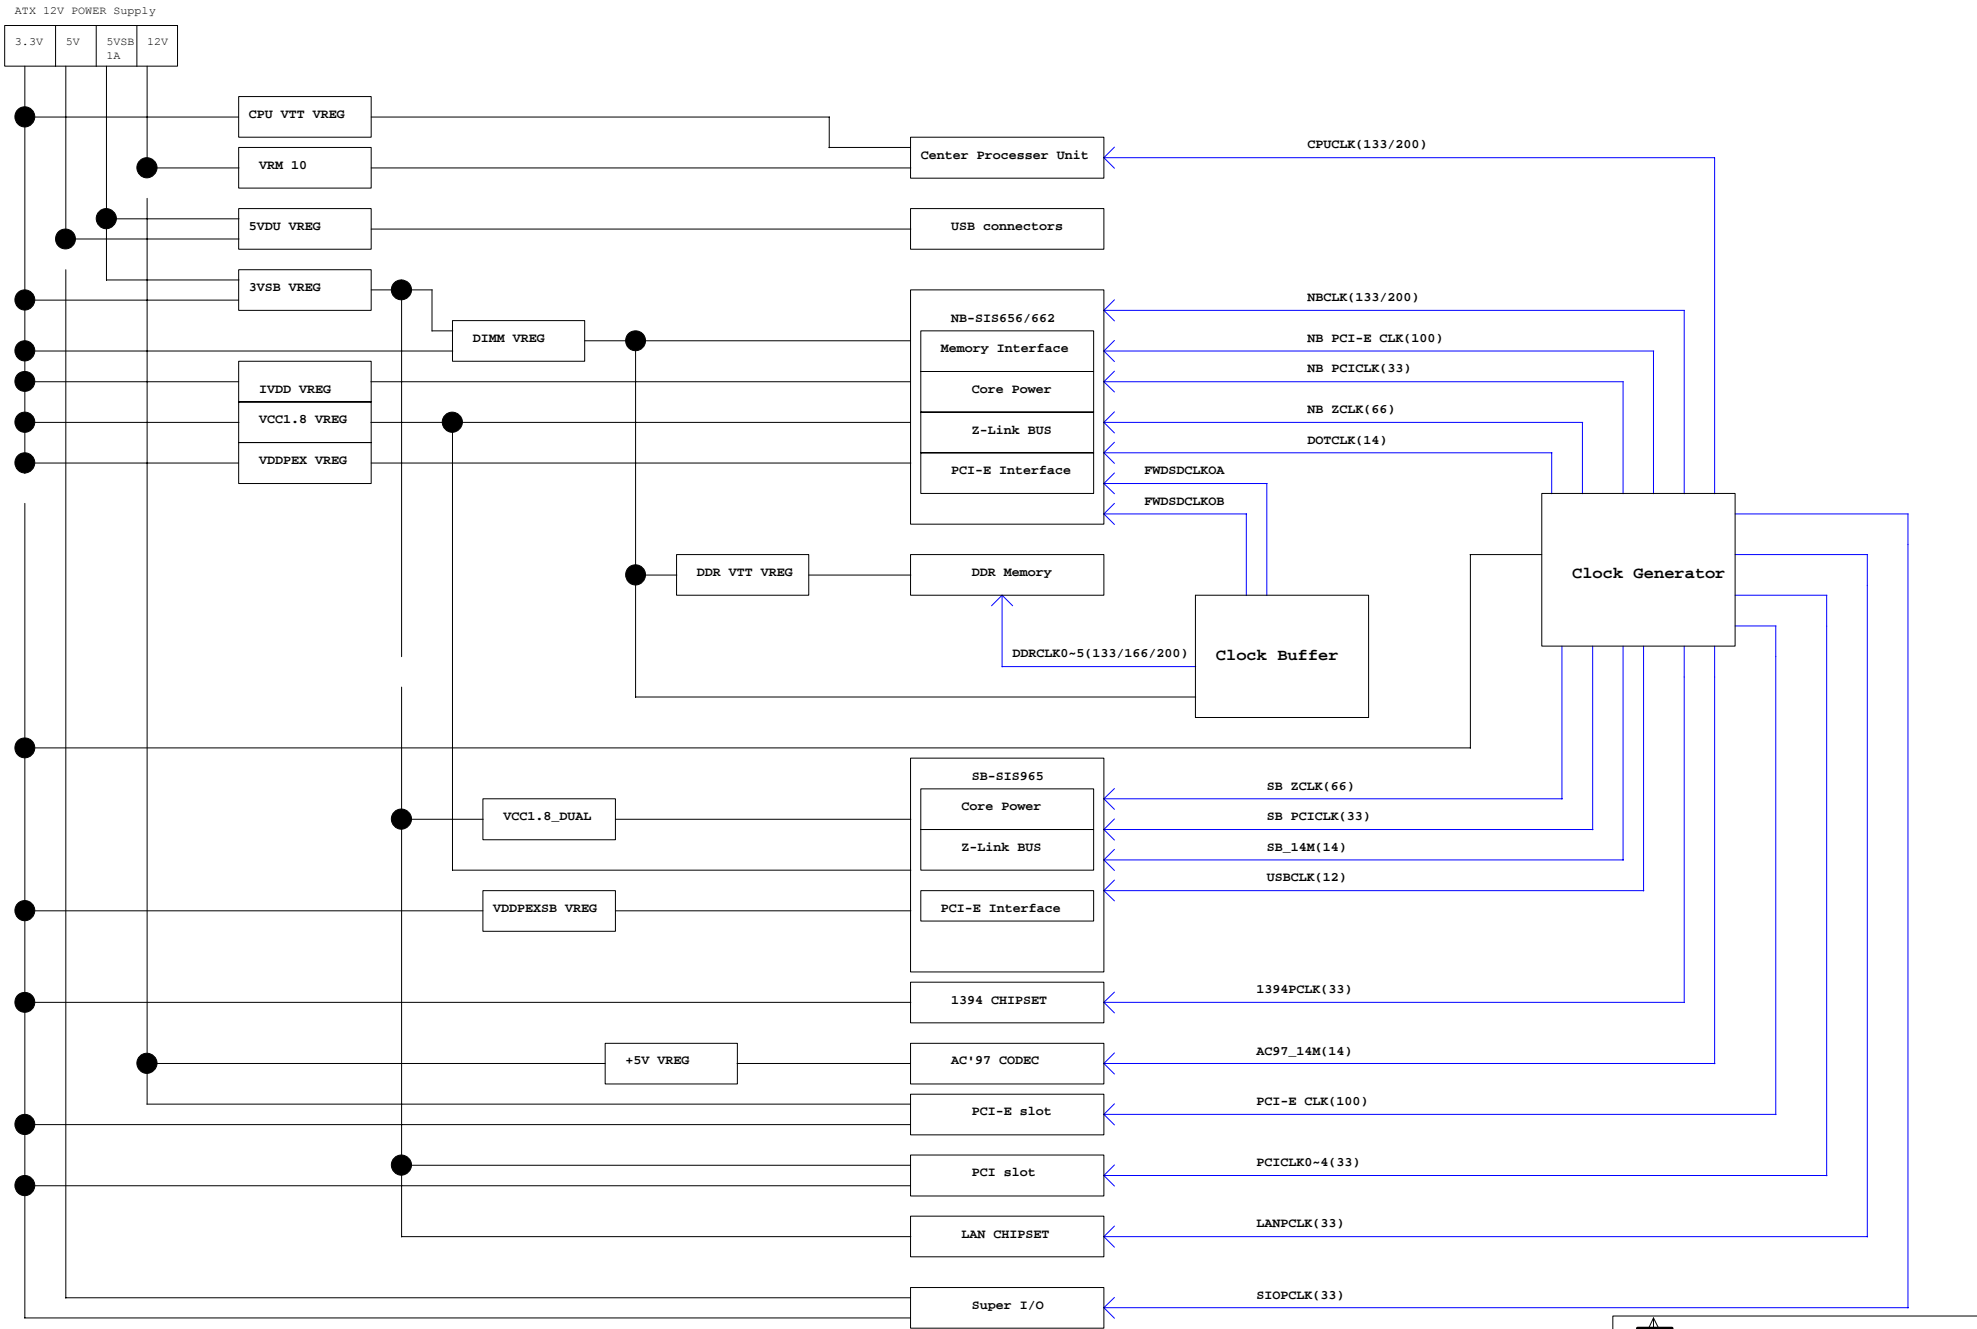 ATX 12V POWER Supply
3.3V
5V
5VSB
1A
12V
CPU VTT VREG
VRM 10
Center Processer Unit
CPUCLK(133/200)
5VDU VREG
USB connectors
3VSB VREG
DIMM VREG
NB-SIS656/662
NBCLK(133/200)
Memory Interface
NB PCI-E CLK(100)
IVDD VREG
Core Power
NB PCICLK(33)
VCC1.8 VREG
Z-Link BUS
NB ZCLK(66)
DOTCLK(14)
VDDPEX VREG
PCI-E Interface
FWDSDCLKOA
FWDSDCLKOB
DDR VTT VREG
DDR Memory
Clock Generator
DDRCLK0~5(133/166/200)
Clock Buffer
SB-SIS965
SB ZCLK(66)
VCC1.8_DUAL
Core Power
SB PCICLK(33)
Z-Link BUS
SB_14M(14)
USBCLK(12)
VDDPEXSB VREG
PCI-E Interface
1394 CHIPSET
1394PCLK(33)
+5V VREG
AC'97 CODEC
AC97_14M(14)
PCI-E slot
PCI-E CLK(100)
PCI slot
PCICLK0~4(33)
LAN CHIPSET
LANPCLK(33)
Super I/O
SIOPCLK(33)